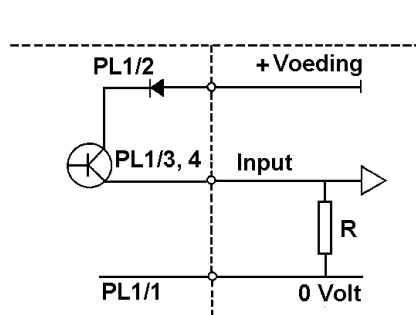 PL1/2 + Voeding
PL1/3, 4 Input
R
PL1/1 0 Volt